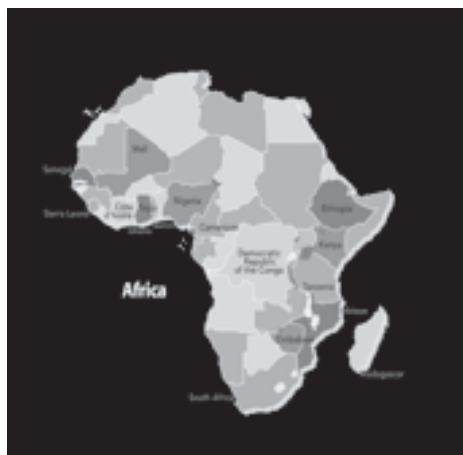 Mali
Senegal
Nigeria
Ethiopia
Sierra Leone
Côte
d'Ivoire
Cameroon
Kenya
Democratic
Republic
of the Congo
Tanzania
Africa
Zimbabwe
Madagascar
South Africa